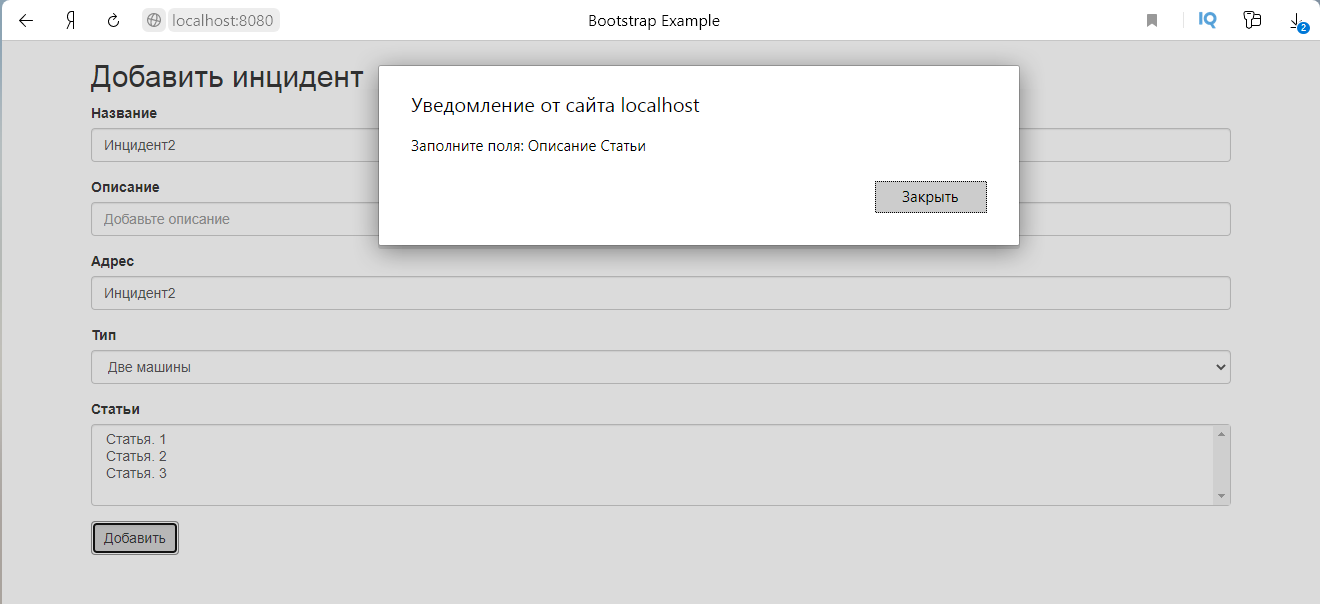 Я localhost:8080 Bootstrap Example IQ 2
Добавить инцидент
Уведомление от сайта localhost
Заполните поля: Описание Статьи
Закрыть
Название
Инцидент2
Описание
Добавьте описание
Адрес
Инцидент2
Тип
Две машины
Статьи
Статья. 1
Статья. 2
Статья. 3
Добавить